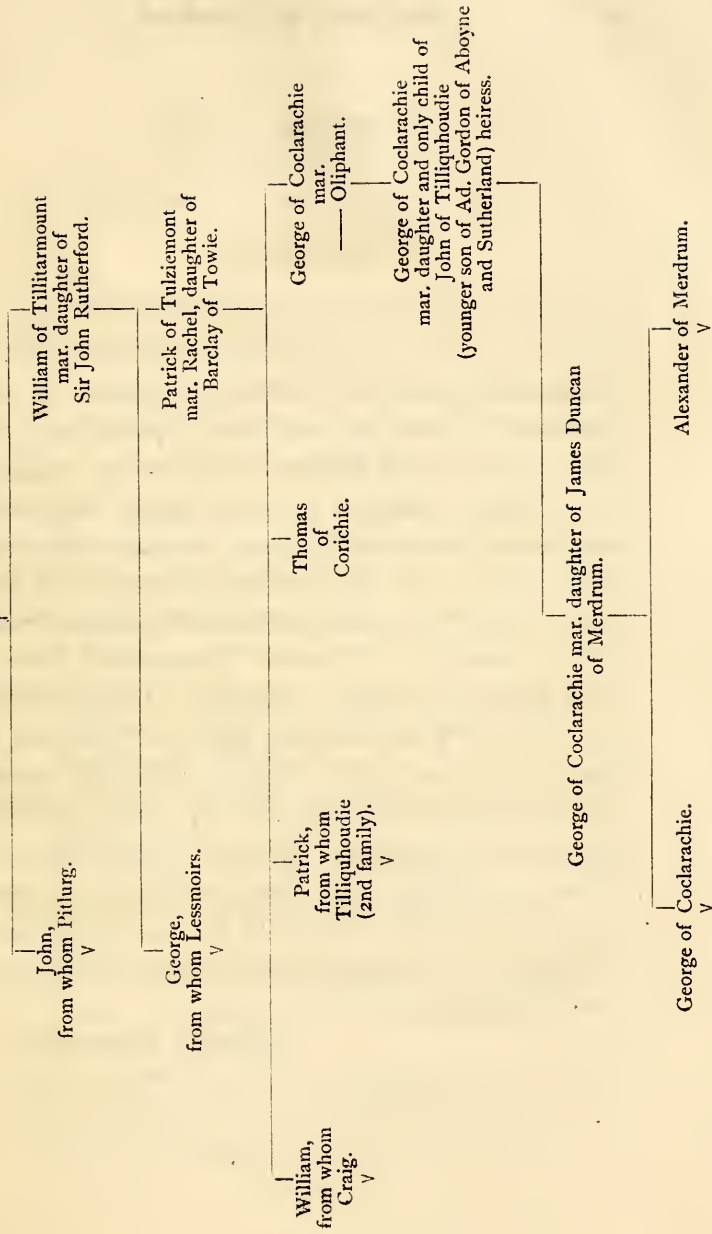 John,
from whom Pitlurg.
V
William of Tillitarmount
mar. daughter of
Sir John Rutherford.
George,
from whom Lessmoirs.
V
Patrick of Tulziemont
mar. Rachel, daughter of
Barclay of Towie.
William,
from whom
Craig.
V
Patrick,
from whom
Tilliquhoudie
(2nd family).
V
Thomas
of
Corichie.
George of Coclarachie
mar.
—— Oliphant.
George of Coclarachie
mar. daughter and only child of
John of Tilliquhoudie
(younger son of Ad. Gordon of Aboyne
and Sutherland) heiress.
George of Coclarachie mar. daughter of James Duncan
of Merdrum.
George of Coclarachie.
V
Alexander of Merdrum.
V